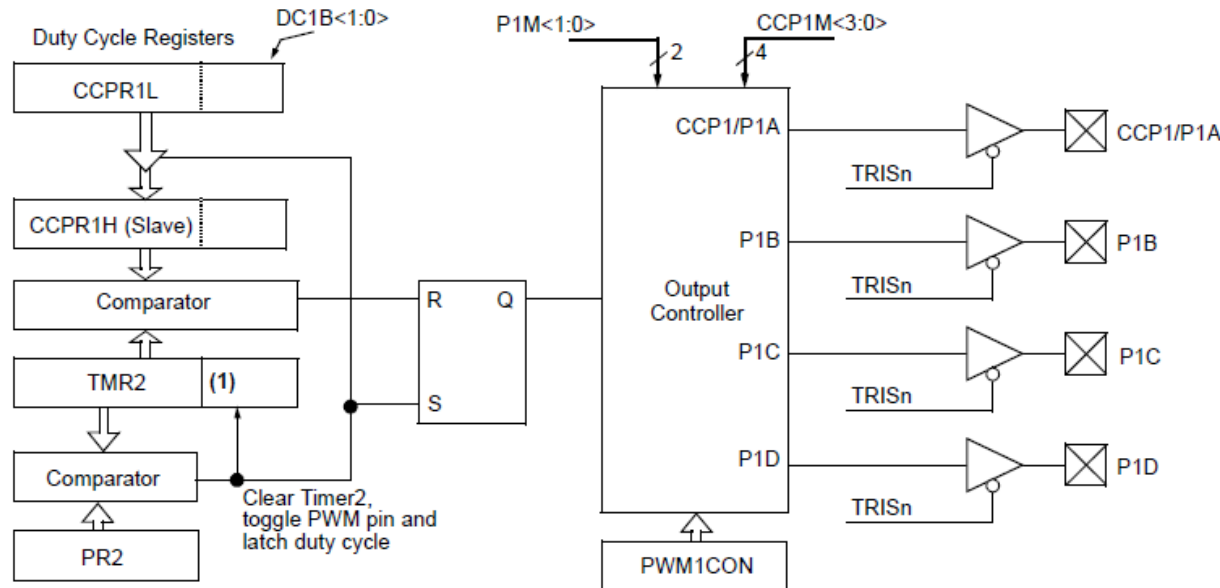 DC1B<1:0>
P1M<1:0>
CCP1M<3:0>
Duty Cycle Registers
2
4
CCPR1L
CCP1/P1A
CCP1/P1A
TRISn
CCPR1H (Slave)
P1B
P1B
TRISn
Comparator
R
Q
Output
Controller
P1C
P1C
TMR2
(1)
TRISn
S
P1D
P1D
Comparator
Clear Timer2,
toggle PWM pin and
latch duty cycle
TRISn
PR2
PWM1CON